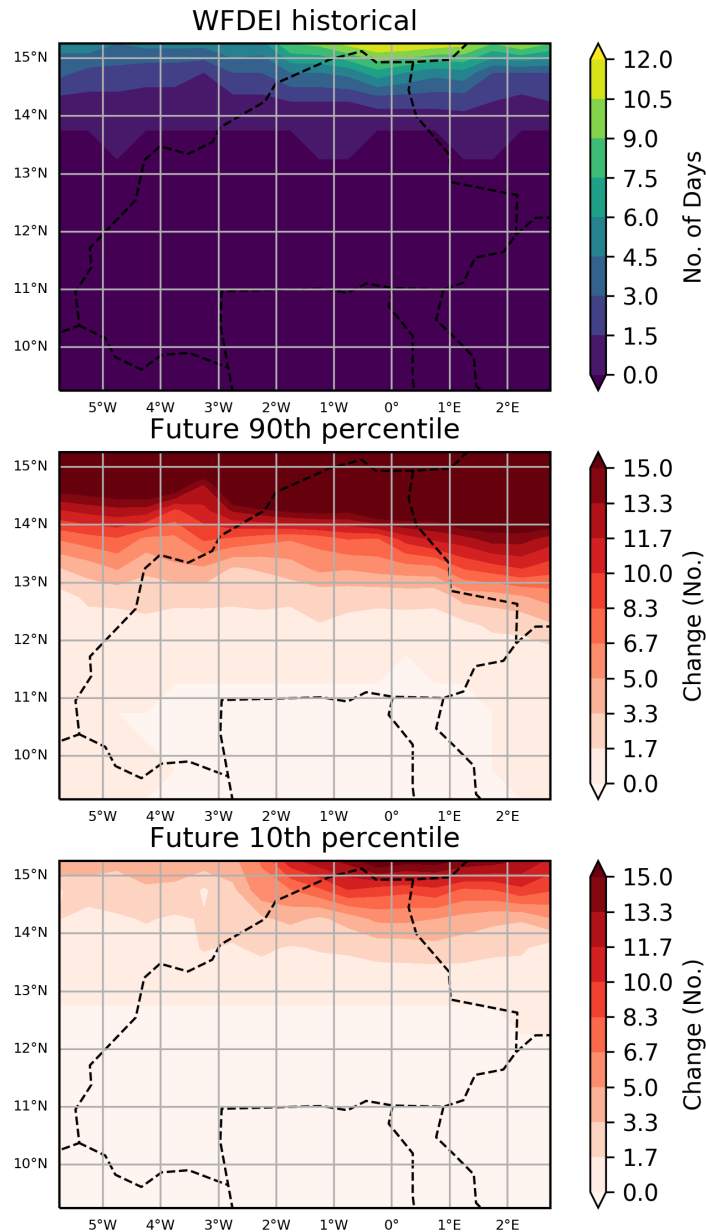 WFDEI historical
15°N
14°N
13°N
12°N
11°N
10°N
5°W 4°W 3°W 2°W 1°W 0° 1°E 2°E
12.0
10.5
9.0
7.5
6.0
4.5
3.0
1.5
0.0
No. of Days
Future 90th percentile
15°N
14°N
13°N
12°N
11°N
10°N
5°W 4°W 3°W 2°W 1°W 0° 1°E 2°E
15.0
13.3
11.7
10.0
8.3
6.7
5.0
3.3
1.7
0.0
Change (No.)
Future 10th percentile
15°N
14°N
13°N
12°N
11°N
10°N
5°W 4°W 3°W 2°W 1°W 0° 1°E 2°E
15.0
13.3
11.7
10.0
8.3
6.7
5.0
3.3
1.7
0.0
Change (No.)